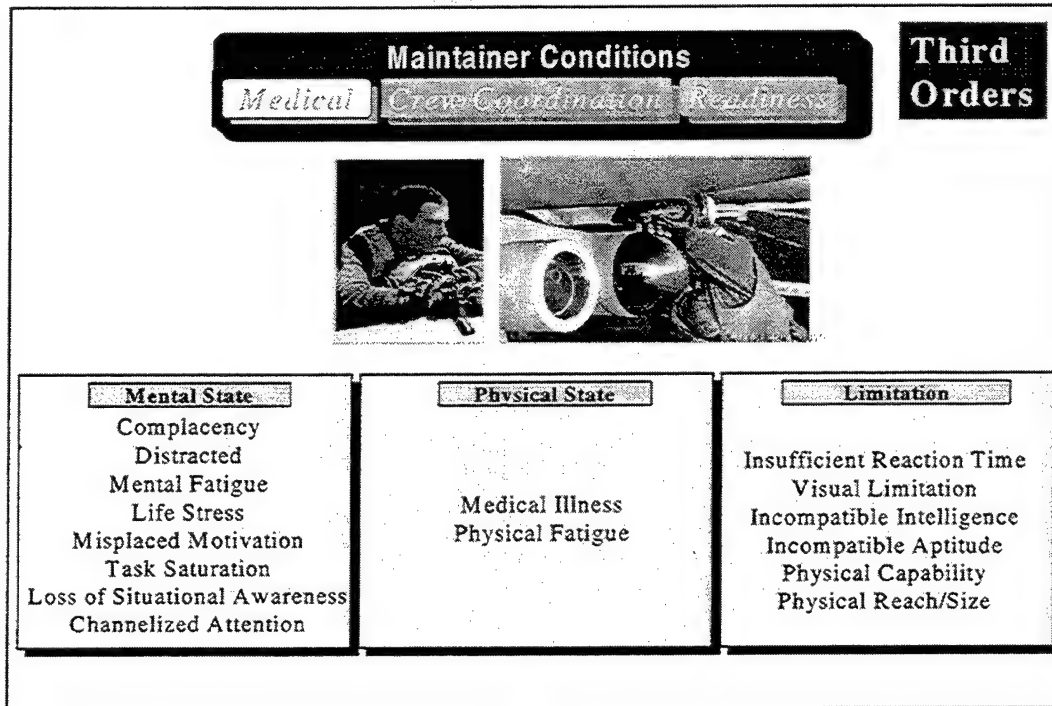 Maintainer Conditions
Medical Crew Coordination Readiness
Third
Orders
Mental State
Complacency
Distracted
Mental Fatigue
Life Stress
Misplaced Motivation
Task Saturation
Loss of Situational Awareness
Channelized Attention
Physical State
Medical Illness
Physical Fatigue
Limitation
Insufficient Reaction Time
Visual Limitation
Incompatible Intelligence
Incompatible Aptitude
Physical Capability
Physical Reach/Size